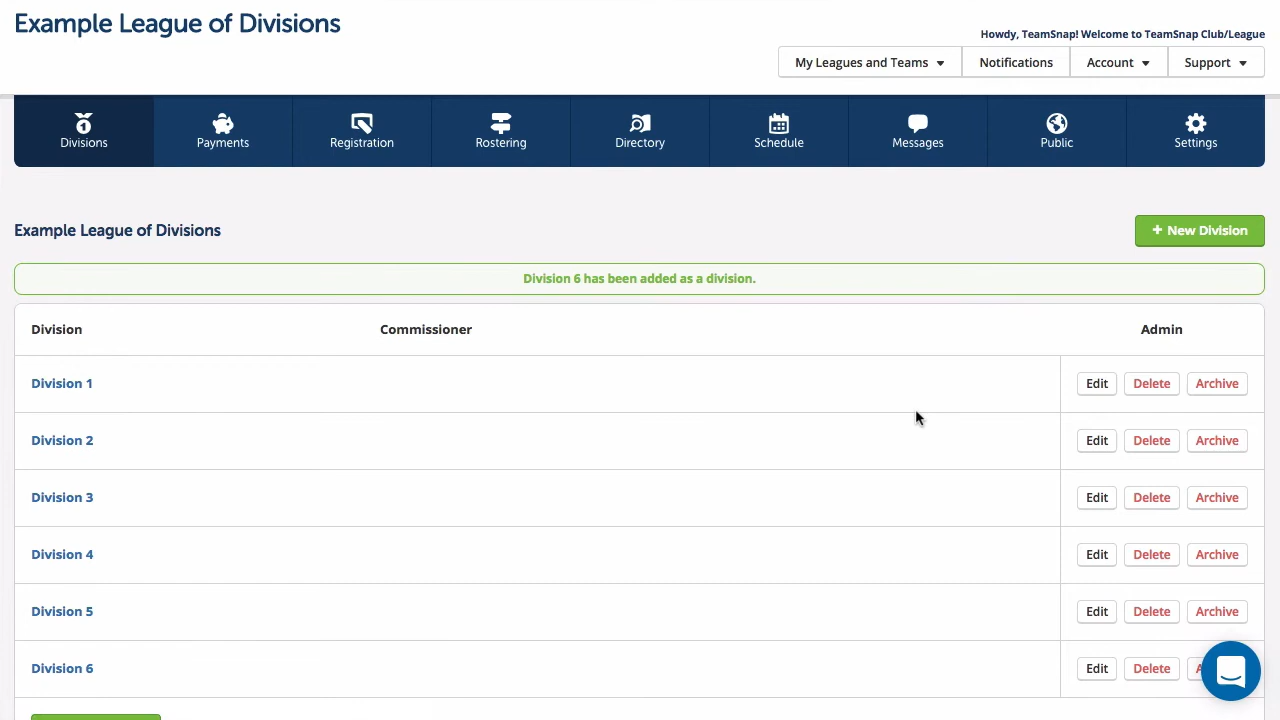 Example League of Divisions
Howdy, TeamSnap! Welcome to TeamSnap Club/League
My Leagues and Teams Notifications Account Support
Divisions Payments Registration Rostering Directory Schedule Messages Public Settings
Example League of Divisions
+ New Division
Division 6 has been added as a division.
Division Commissioner Admin
Division 1 Edit Delete Archive
Division 2 Edit Delete Archive
Division 3 Edit Delete Archive
Division 4 Edit Delete Archive
Division 5 Edit Delete Archive
Division 6 Edit Delete